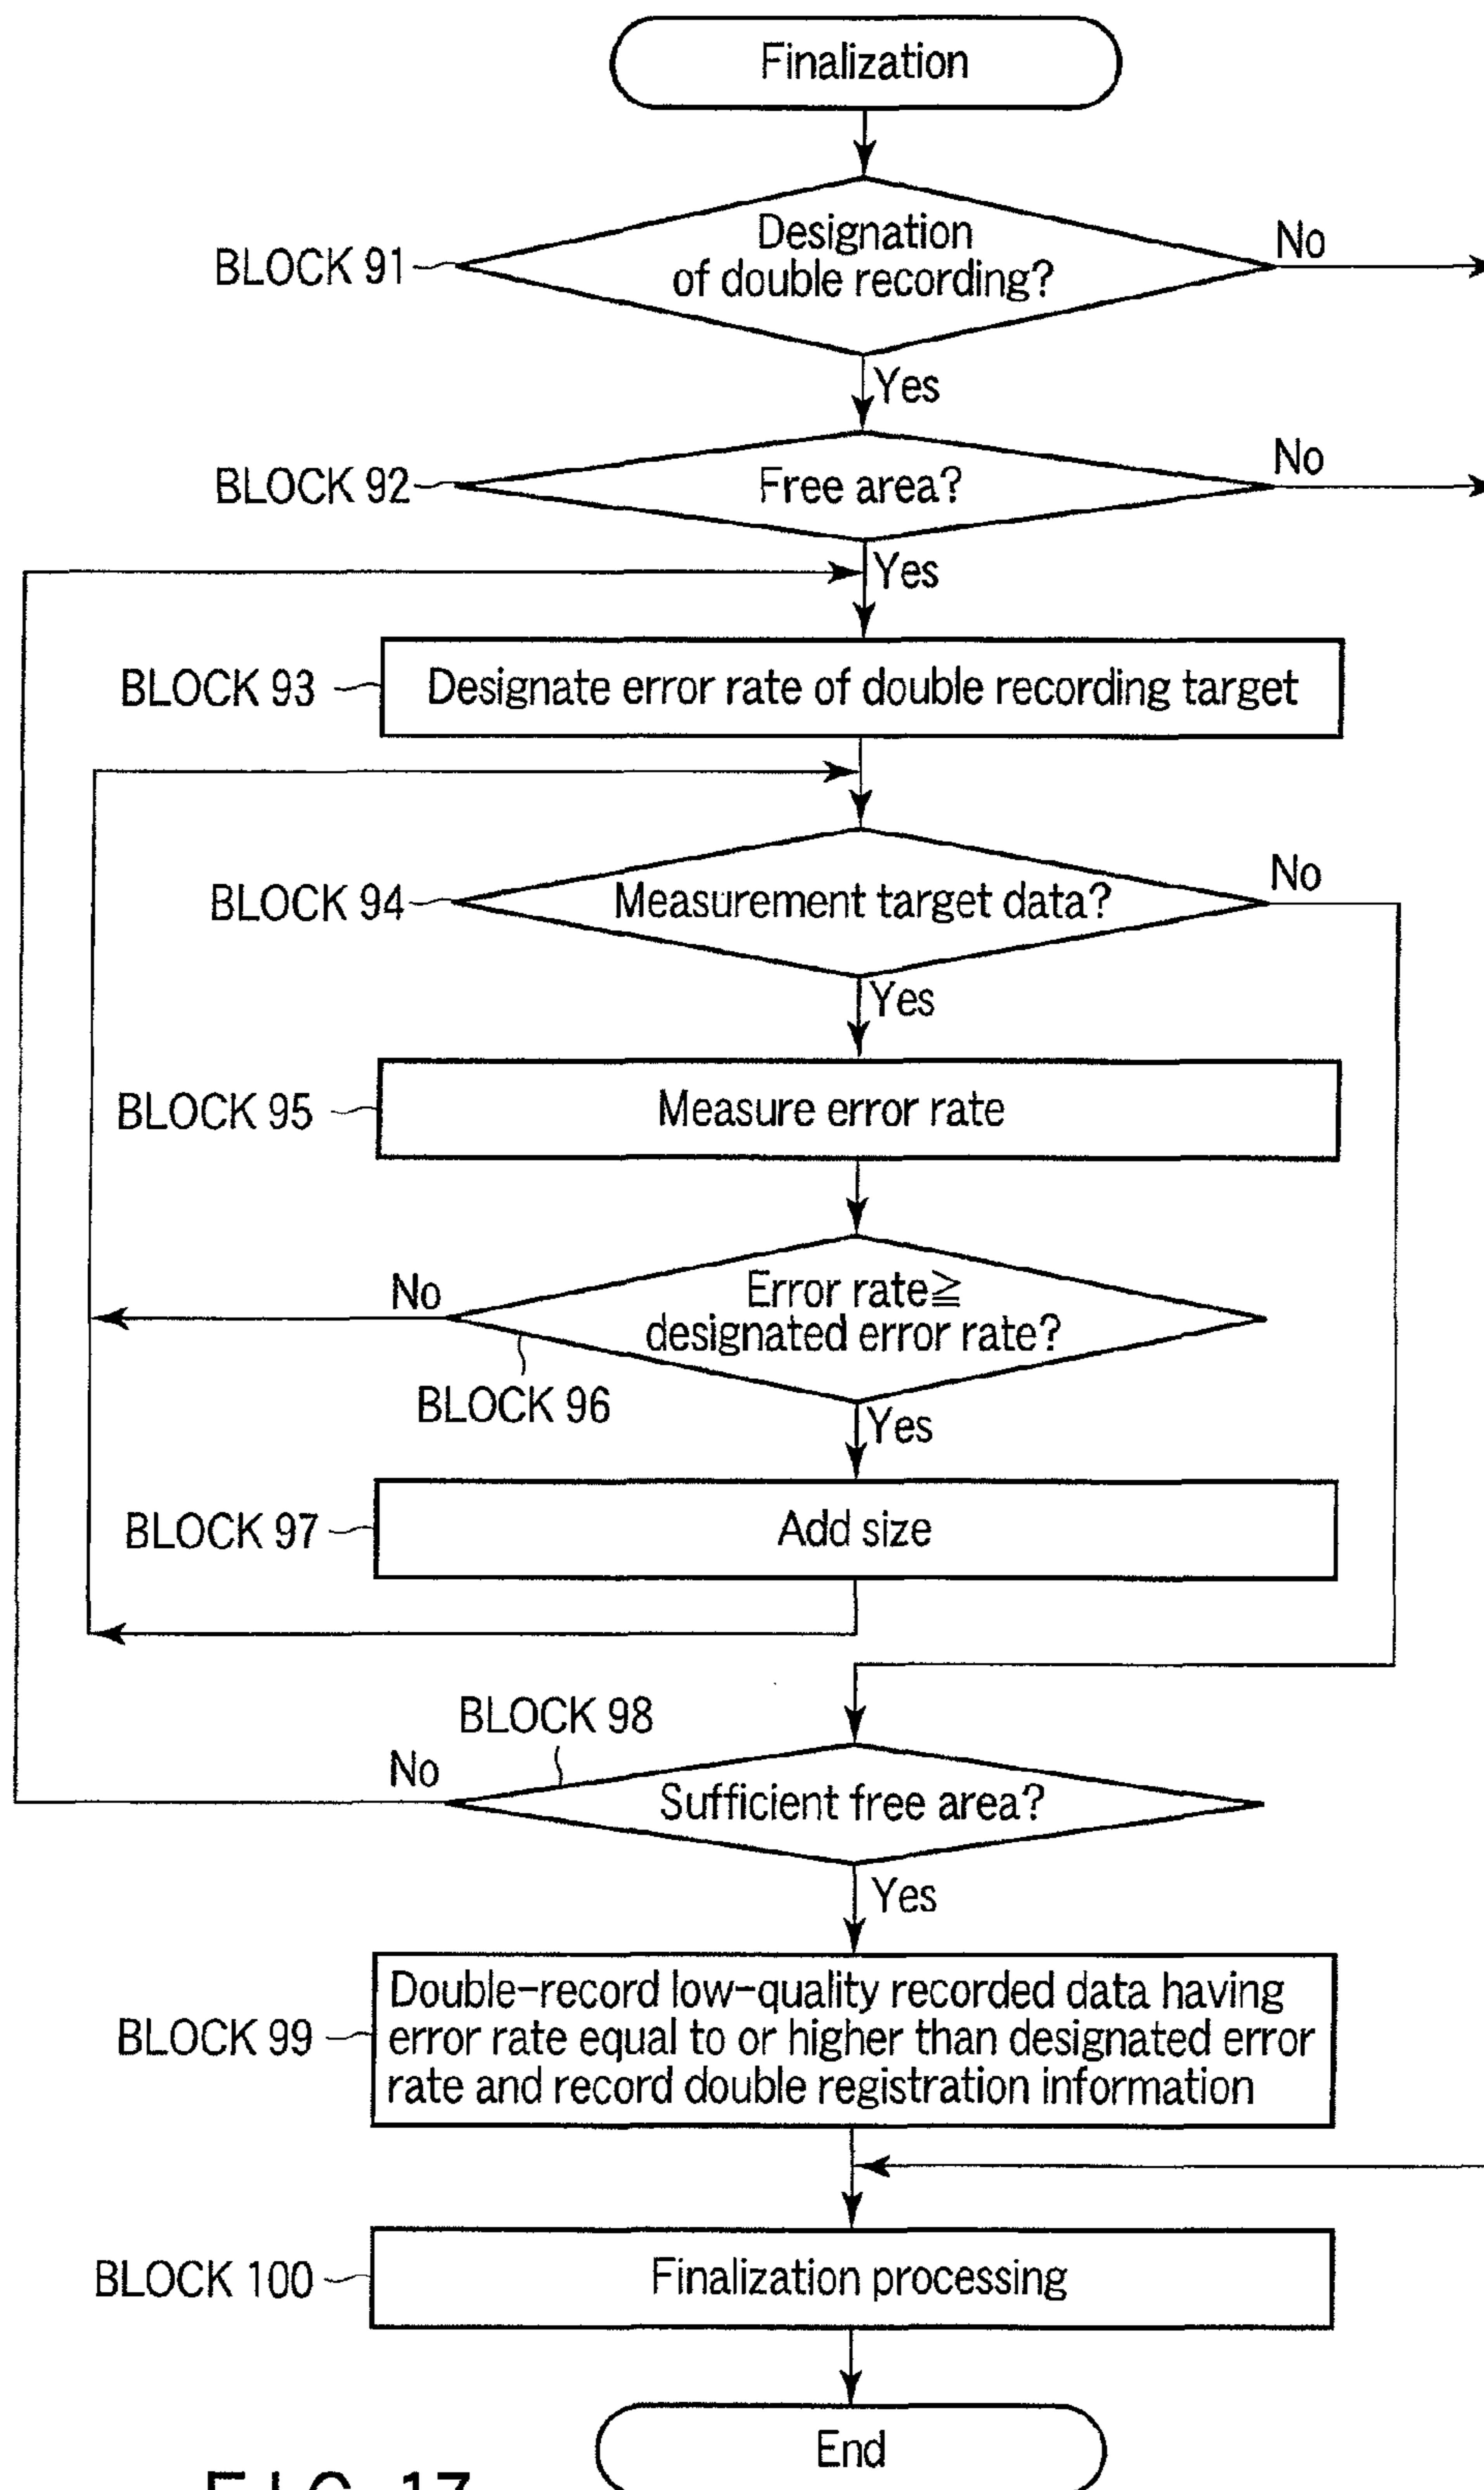 Finalization
Designation
of double recording?
No
BLOCK 91
Yes
Free area?
No
BLOCK 92
Yes
BLOCK 93
Designate error rate of double recording target
No
BLOCK 94
Measurement target data?
Yes
BLOCK 95
Measure error rate
No
Error rate≧
designated error rate?
BLOCK 96
Yes
BLOCK 97
Add size
BLOCK 98
No
Sufficient free area?
Yes
BLOCK 99
Double-record low-quality recorded data having
error rate equal to or higher than designated error
rate and record double registration information
BLOCK 100
Finalization processing
End
FIG. 17